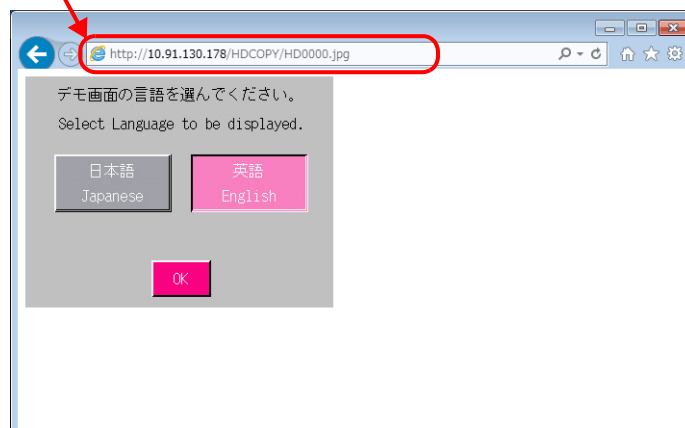 http://10.91.130.178/HDCOPY/HD0000.jpg
デモ画面の言語を選んでください。
Select Language to be displayed.
日本語 英語
Japanese English
OK